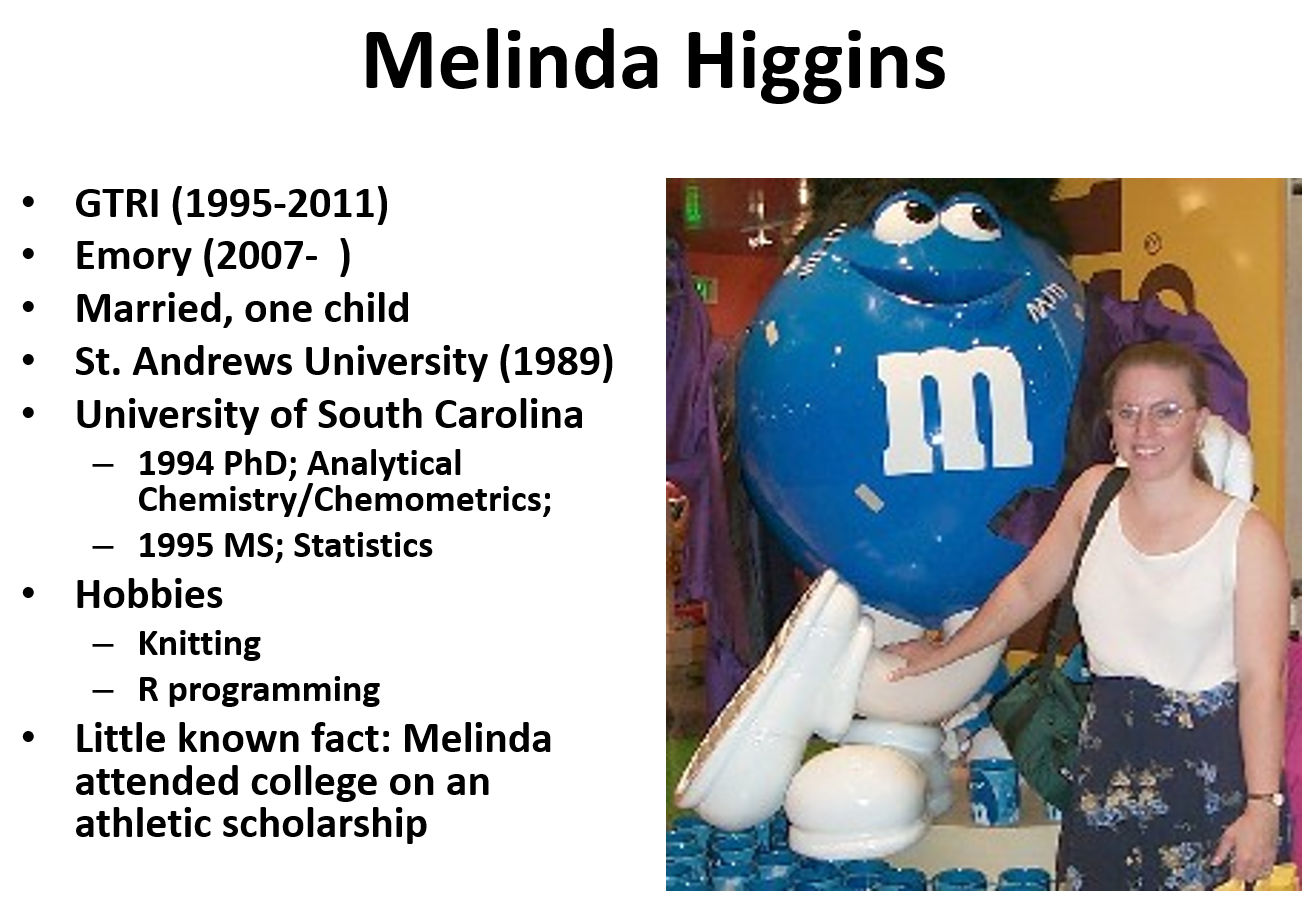 Melinda Higgins
• GTRI (1995-2011)
• Emory (2007-  )
• Married, one child
• St. Andrews University (1989)
• University of South Carolina
– 1994 PhD; Analytical
Chemistry/Chemometrics;
– 1995 MS; Statistics
• Hobbies
– Knitting
– R programming
• Little known fact: Melinda
attended college on an
athletic scholarship
m